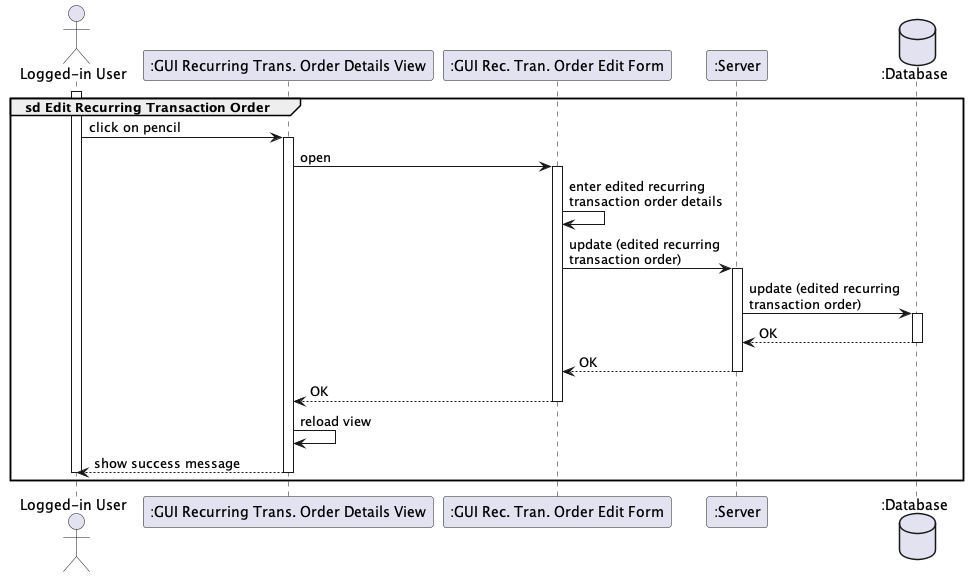 Logged-in User
:GUI Recurring Trans. Order Details View
:GUI Rec. Tran. Order Edit Form
:Server
:Database
sd Edit Recurring Transaction Order
click on pencil
open
enter edited recurring
transaction order details
update (edited recurring
transaction order)
update (edited recurring
transaction order)
OK
OK
OK
reload view
show success message
Logged-in User
:GUI Recurring Trans. Order Details View
:GUI Rec. Tran. Order Edit Form
:Server
:Database